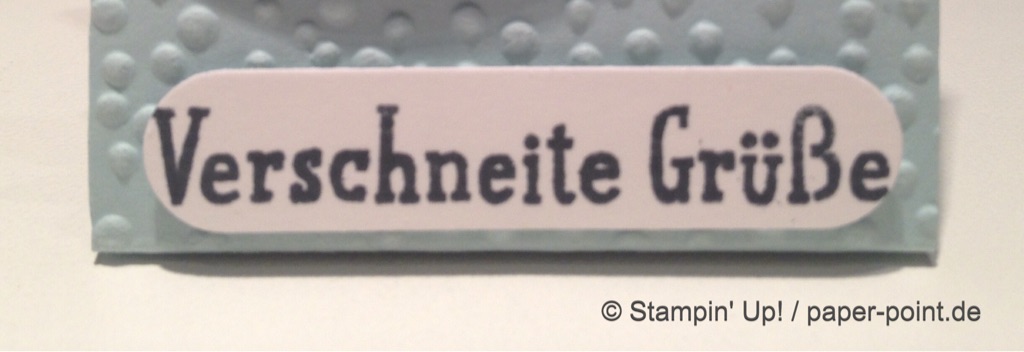 Verschneite Grüße
© Stampin' Up! / paper-point.de